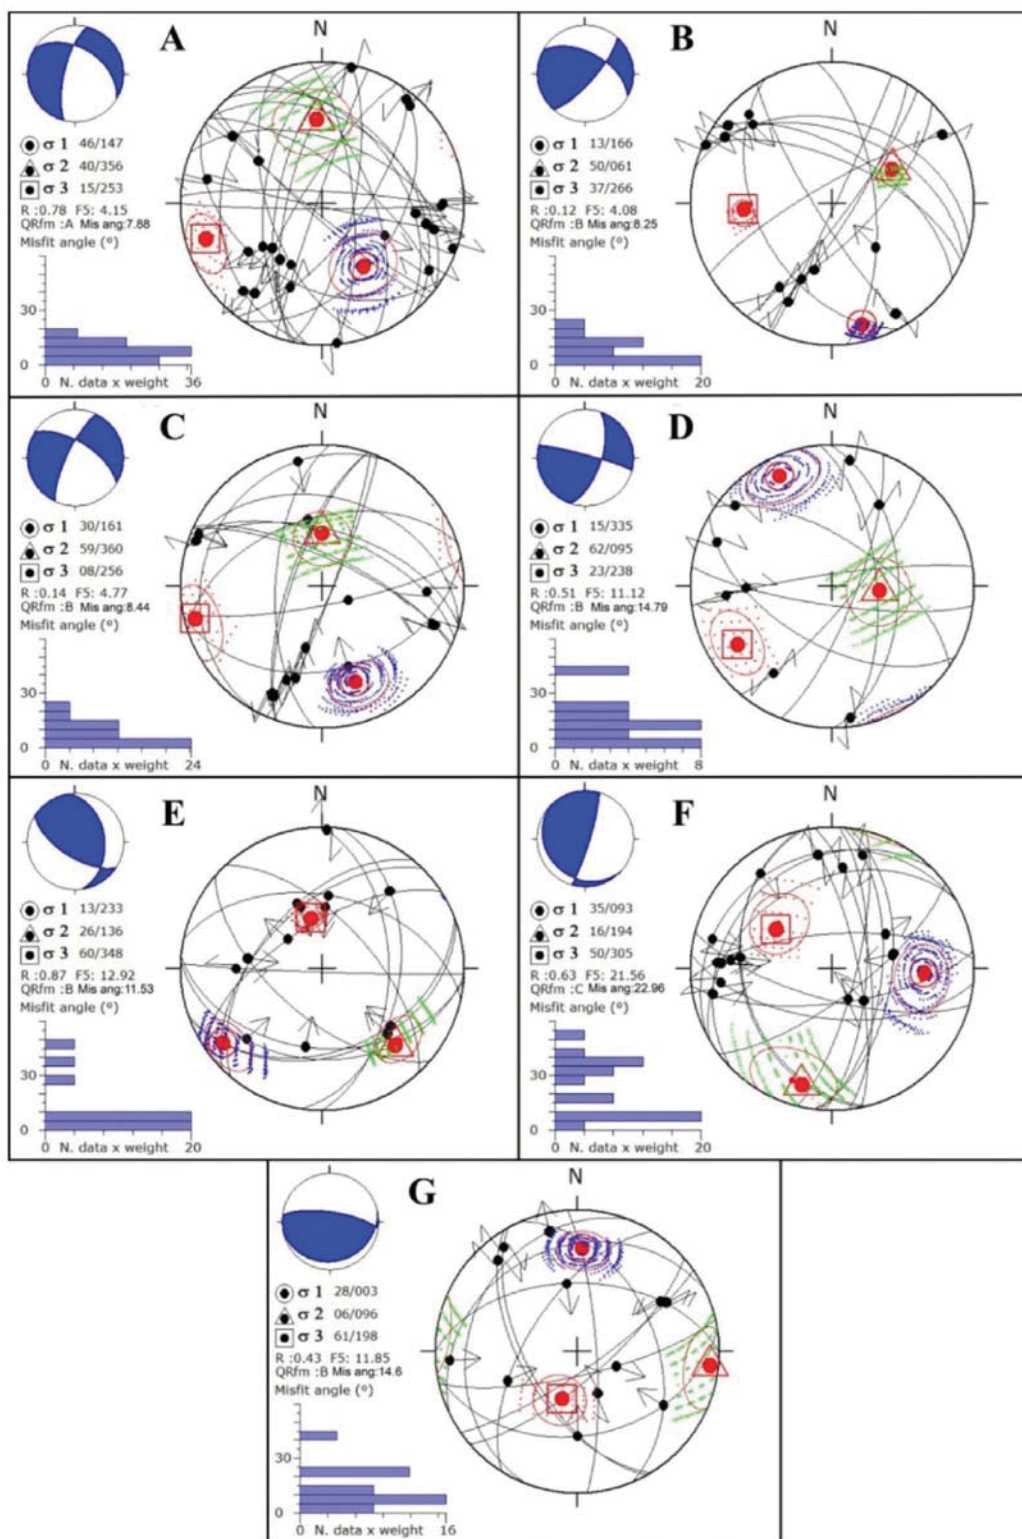 A
N
σ 1 46/147
σ 2 40/356
σ 3 15/253
R :0.78 F5: 4.15
QRfm :A Mis ang:7.88
Misfit angle (°)
30
0
0 N. data x weight 36
B
N
σ 1 13/166
σ 2 50/061
σ 3 37/266
R :0.12 F5: 4.08
QRfm :B Mis ang:8.25
Misfit angle (°)
30
0
0 N. data x weight 20
C
N
σ 1 30/161
σ 2 59/360
σ 3 08/256
R :0.14 F5: 4.77
QRfm :B Mis ang:8.44
Misfit angle (°)
30
0
0 N. data x weight 24
D
N
σ 1 15/335
σ 2 62/095
σ 3 23/238
R :0.51 F5: 11.12
QRfm :B Mis ang:14.79
Misfit angle (°)
30
0
0 N. data x weight 8
E
N
σ 1 13/233
σ 2 26/136
σ 3 60/348
R :0.87 F5: 12.92
QRfm :B Mis ang:11.53
Misfit angle (°)
30
0
0 N. data x weight 20
F
N
σ 1 35/093
σ 2 16/194
σ 3 50/305
R :0.63 F5: 21.56
QRfm :C Mis ang:22.96
Misfit angle (°)
30
0
0 N. data x weight 20
G
N
σ 1 28/003
σ 2 06/096
σ 3 61/198
R :0.43 F5: 11.85
QRfm :B Mis ang:14.6
Misfit angle (°)
30
0
0 N. data x weight 16